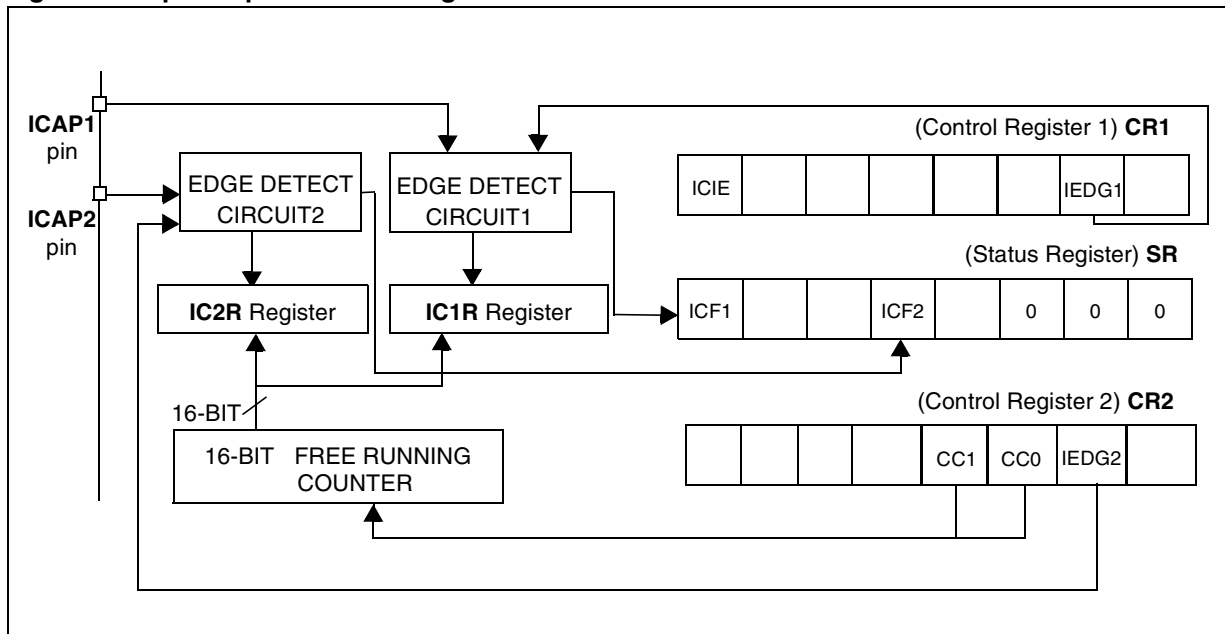 ICAP1
pin
ICAP2
pin
EDGE DETECT
CIRCUIT2
EDGE DETECT
CIRCUIT1
IC2R Register
IC1R Register
16-BIT
16-BIT FREE RUNNING
COUNTER
(Control Register 1) CR1
ICIE IEDG1
(Status Register) SR
ICF1 ICF2 0 0 0
(Control Register 2) CR2
CC1 CC0 IEDG2